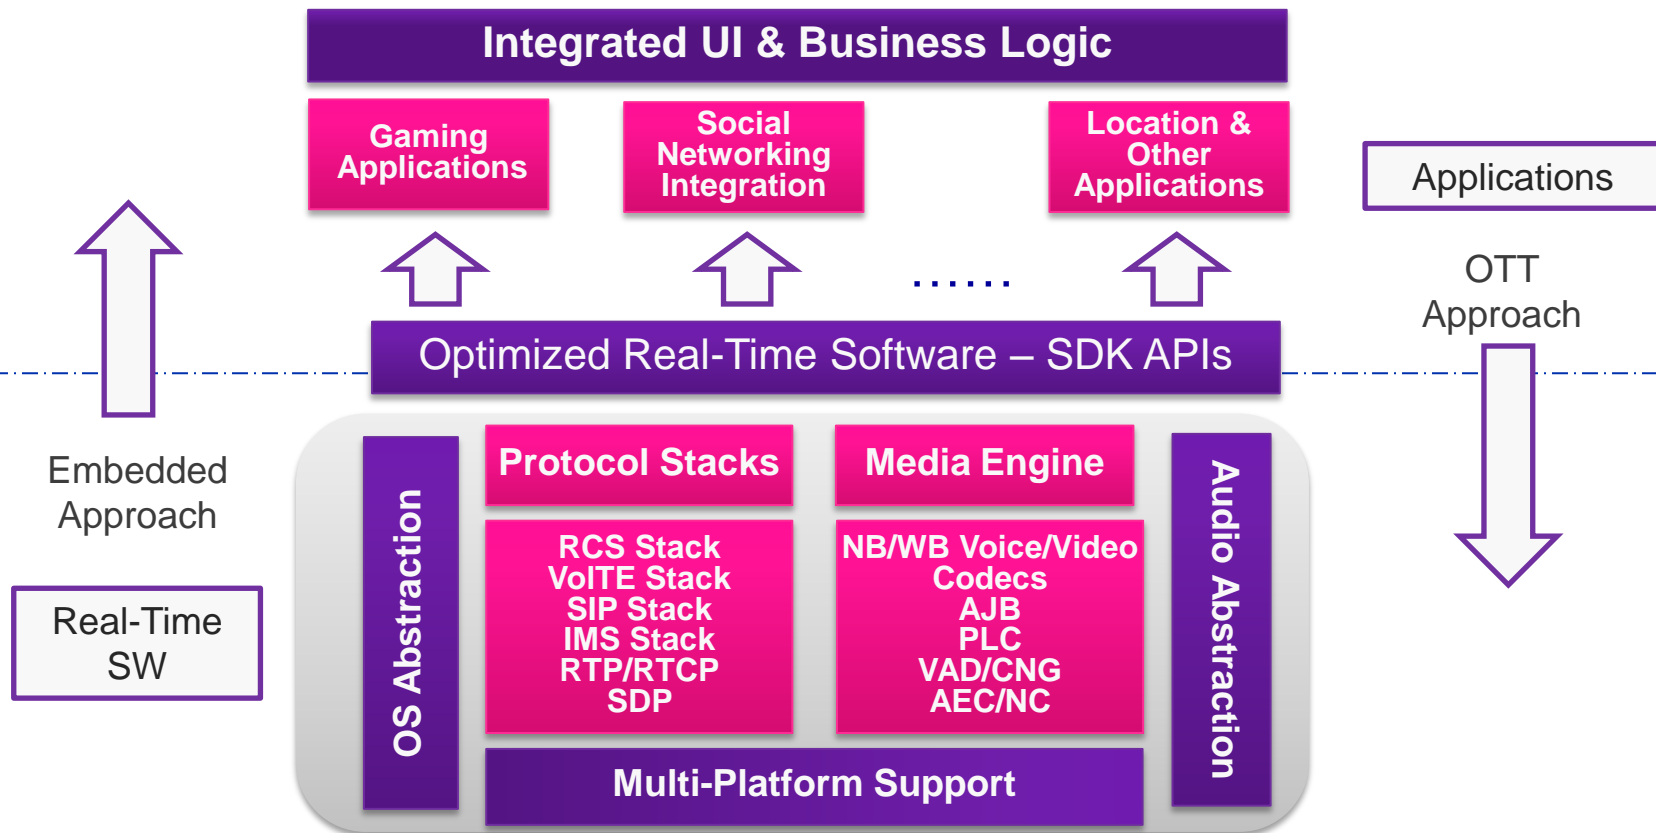 Integrated UI & Business Logic
Gaming
Applications
Social
Networking
Integration
Location &
Other
Applications
Applications
OTT
Approach
......
Optimized Real-Time Software – SDK APIs
Embedded
Approach
Real-Time
SW
OS Abstraction
Protocol Stacks
RCS Stack
VoITE Stack
SIP Stack
IMS Stack
RTP/RTCP
SDP
Media Engine
NB/WB Voice/Video
Codecs
AJB
PLC
VAD/CNG
AEC/NC
Audio Abstraction
Multi-Platform Support